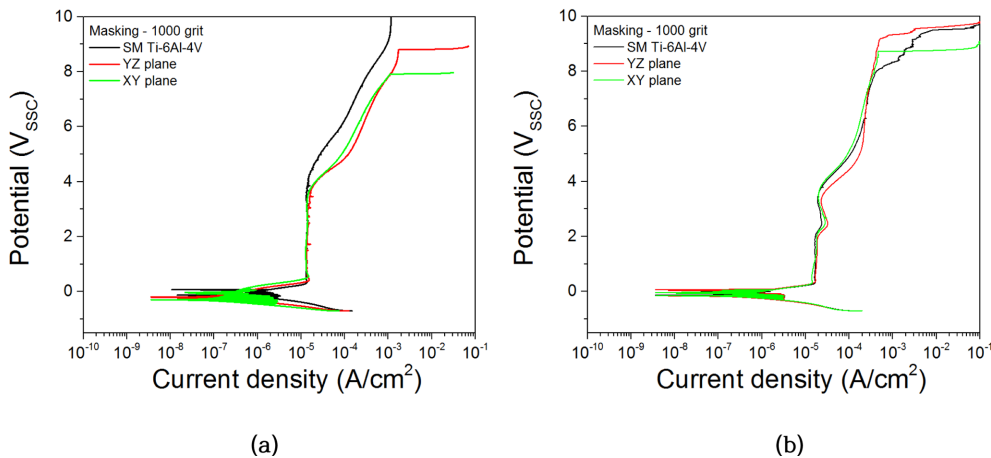 Masking - 1000 grit
SM Ti-6Al-4V
YZ plane
XY plane
Potential (V_SSC)
10
8
6
4
2
0
10^-10 10^-9 10^-8 10^-7 10^-6 10^-5 10^-4 10^-3 10^-2 10^-1
Current density (A/cm²)
(a)
Masking - 1000 grit
SM Ti-6Al-4V
YZ plane
XY plane
Potential (V_SSC)
10
8
6
4
2
0
10^-10 10^-9 10^-8 10^-7 10^-6 10^-5 10^-4 10^-3 10^-2 10^-1
Current density (A/cm²)
(b)